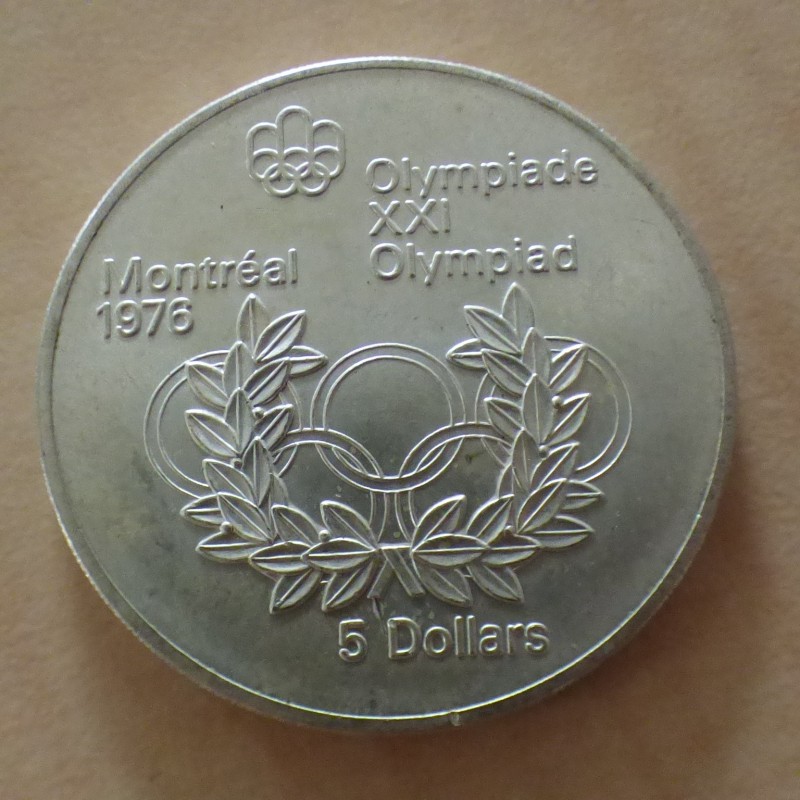 Olympiade
XXI
Olympiad
Montréal
1976
5 Dollars